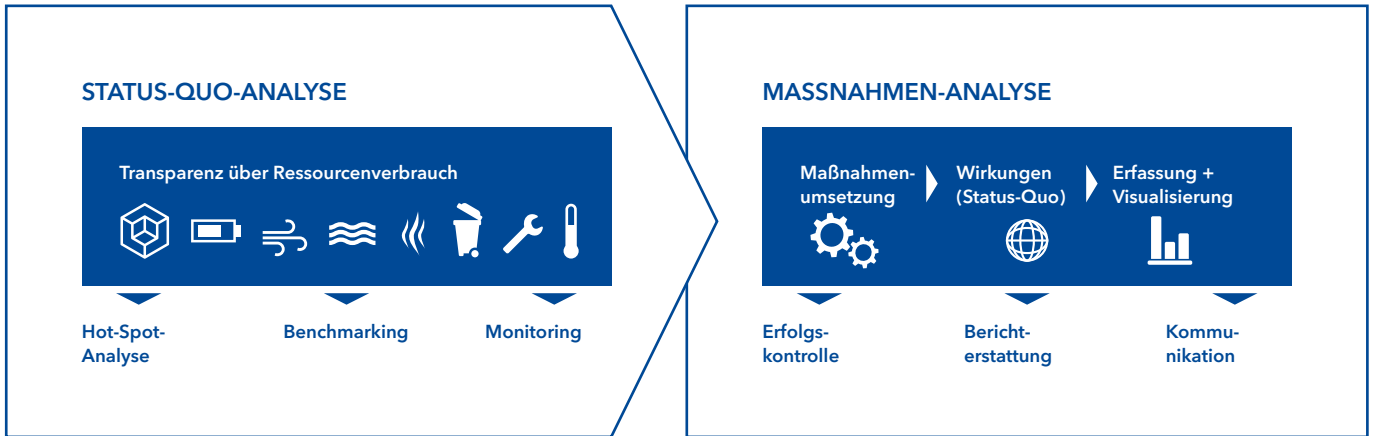 STATUS-QUO-ANALYSE
Transparenz über Ressourcenverbrauch
Hot-Spot-
Analyse
Benchmarking
Monitoring
MASSNAHMEN-ANALYSE
Maßnahmen-
umsetzung
Wirkungen
(Status-Quo)
Erfassung +
Visualisierung
Erfolgs-
kontrolle
Bericht-
erstattung
Kommu-
nikation